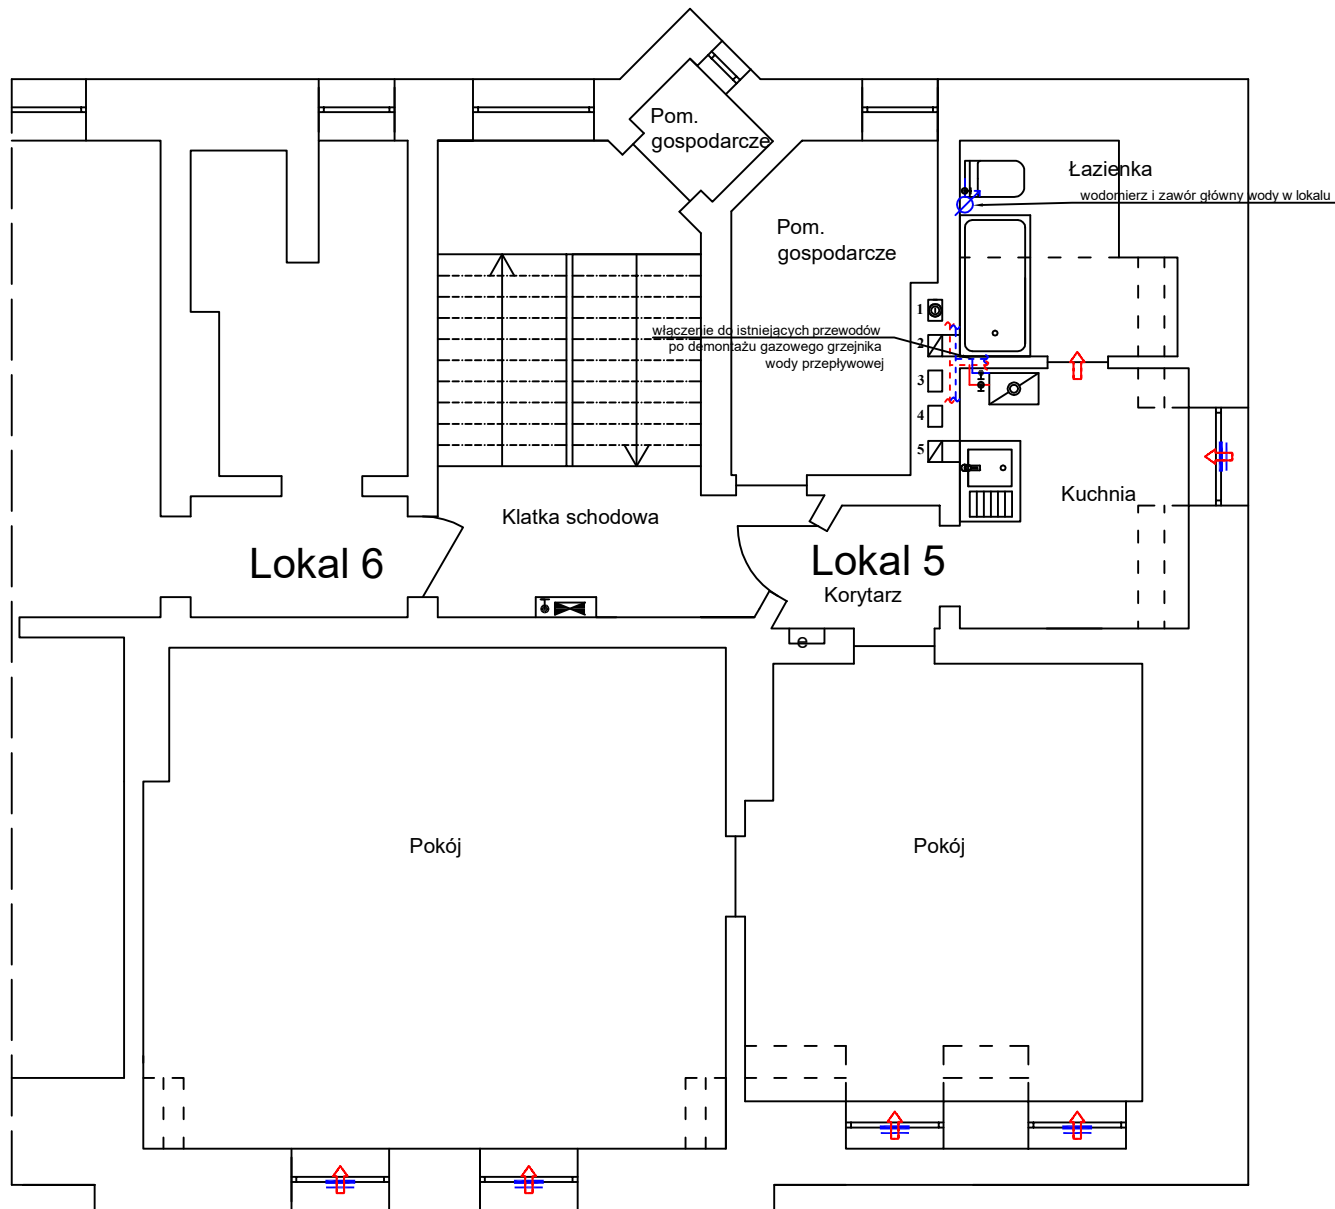 Pom.
gospodarcze
Łazienka
wodomierz i zawór główny wody w lokalu
Pom.
gospodarcze
1
włączenie do istniejących przewodów
po demontażu gazowego grzejnika
wody przepływowej
2
3
4
5
Kuchnia
Klatka schodowa
Lokal 6
Lokal 5
Korytarz
e
Pokój
Pokój